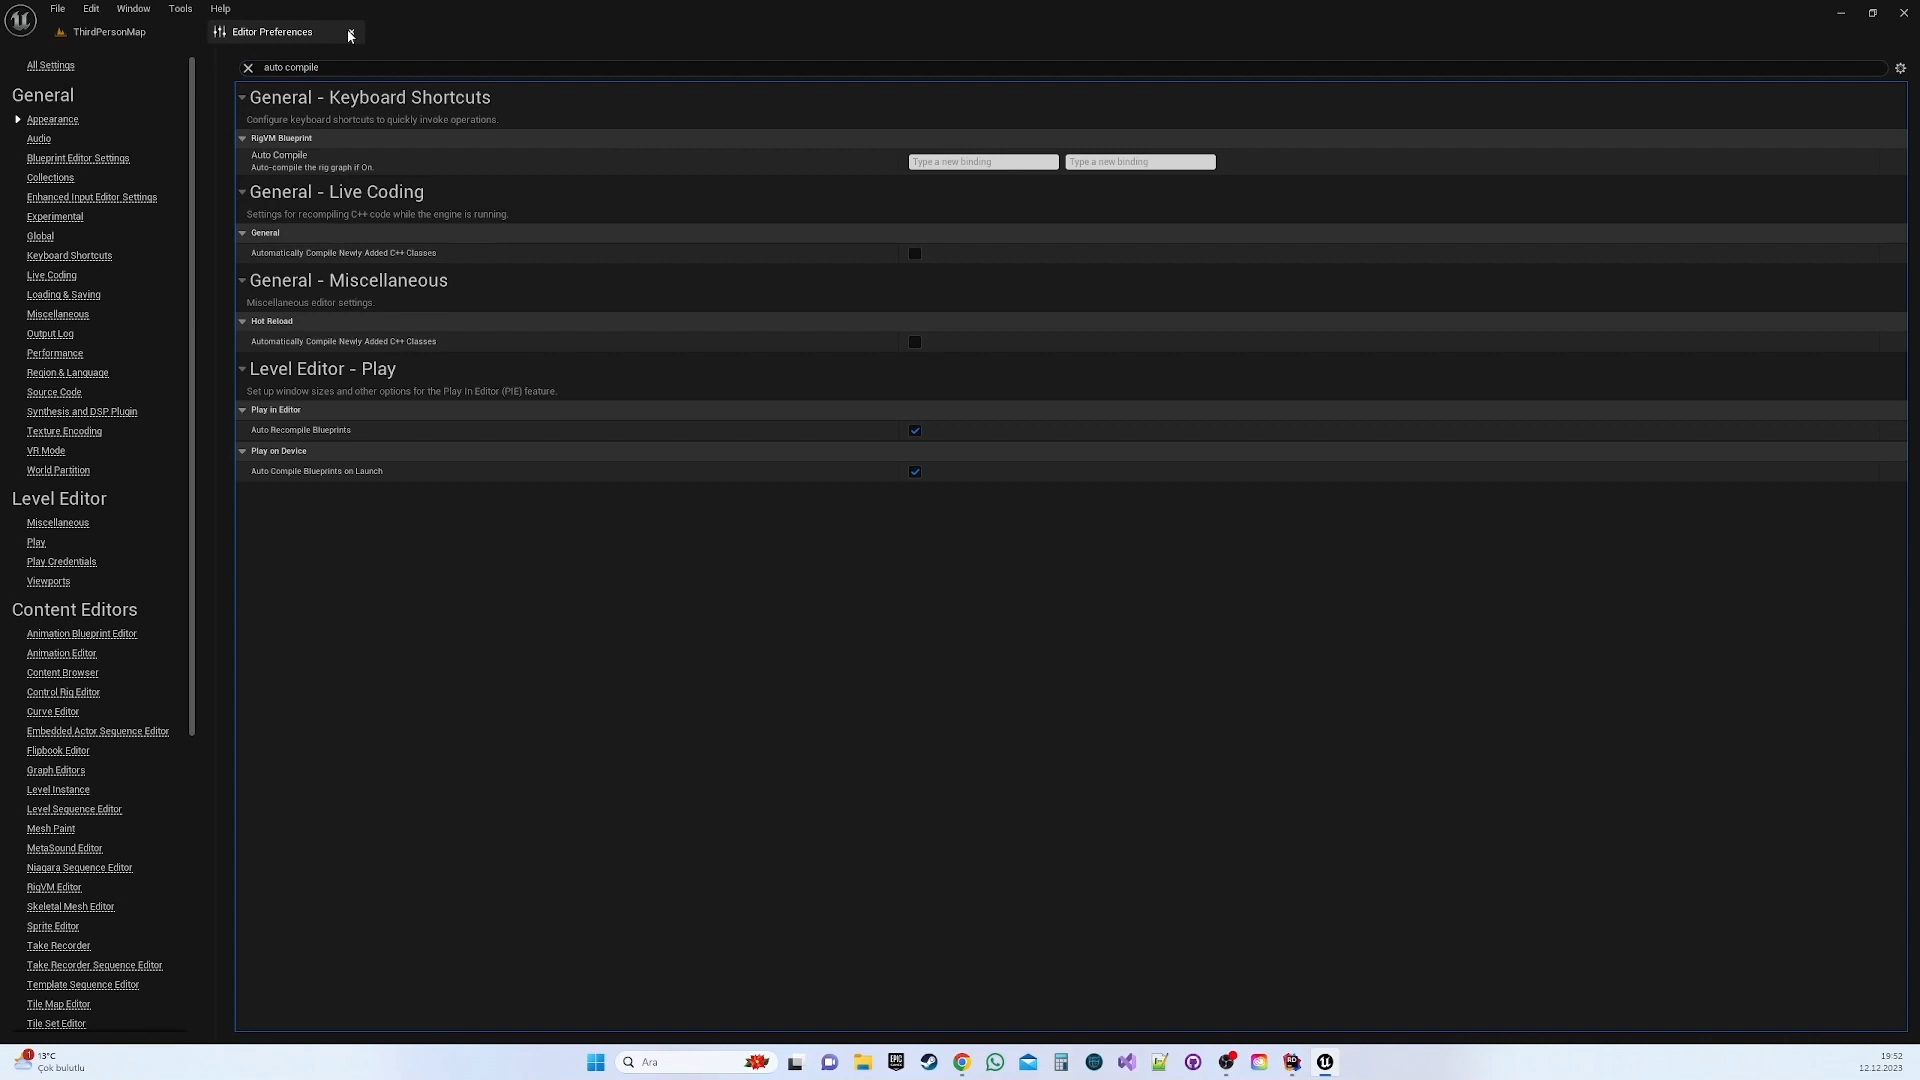 File Edit Window Tools Help
ThirdPersonMap
Editor Preferences
All Settings
General
Appearance
Audio
Blueprint Editor Settings
Collections
Enhanced Input Editor Settings
Experimental
Global
Keyboard Shortcuts
Live Coding
Loading & Saving
Miscellaneous
Output Log
Performance
Region & Language
Source Code
Synthesis and DSP Plugin
Texture Encoding
VR Mode
World Partition
Level Editor
Miscellaneous
Play
Play Credentials
Viewports
Content Editors
Animation Blueprint Editor
Animation Editor
Content Browser
Control Rig Editor
Curve Editor
Embedded Actor Sequence Editor
Flipbook Editor
Graph Editors
Level Instance
Level Sequence Editor
Mesh Paint
MetaSound Editor
Niagara Sequence Editor
RigVM Editor
Skeletal Mesh Editor
Sprite Editor
Take Recorder
Take Recorder Sequence Editor
Template Sequence Editor
Tile Map Editor
Tile Set Editor
auto compile
General - Keyboard Shortcuts
Configure keyboard shortcuts to quickly invoke operations.
RigVM Blueprint
Auto Compile
Auto-compile the rig graph if On.
Type a new binding
Type a new binding
General - Live Coding
Settings for recompiling C++ code while the engine is running.
General
Automatically Compile Newly Added C++ Classes
General - Miscellaneous
Miscellaneous editor settings.
Hot Reload
Automatically Compile Newly Added C++ Classes
Level Editor - Play
Set up window sizes and other options for the Play In Editor (PIE) feature.
Play in Editor
Auto Recompile Blueprints
Play on Device
Auto Compile Blueprints on Launch
1
13°C
Çok bulutlu
Ara
EPIC
RD
19:52
12.12.2023